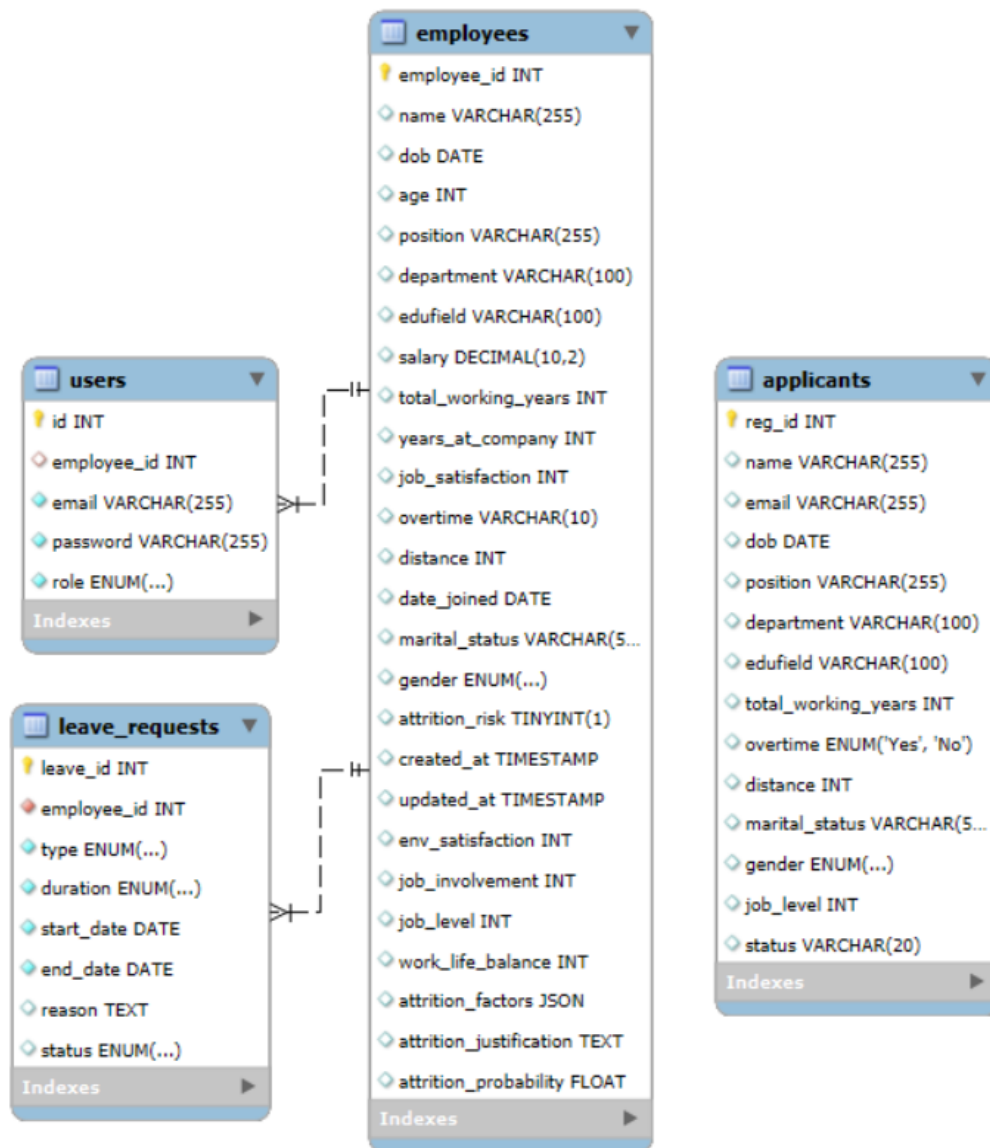 employees
employee_id INT
name VARCHAR(255)
dob DATE
age INT
position VARCHAR(255)
department VARCHAR(100)
edufield VARCHAR(100)
salary DECIMAL(10,2)
total_working_years INT
years_at_company INT
job_satisfaction INT
overtime VARCHAR(10)
distance INT
date_joined DATE
marital_status VARCHAR(5...
gender ENUM(...)
attrition_risk TINYINT(1)
created_at TIMESTAMP
updated_at TIMESTAMP
env_satisfaction INT
job_involvement INT
job_level INT
work_life_balance INT
attrition_factors JSON
attrition_justification TEXT
attrition_probability FLOAT
Indexes
users
id INT
employee_id INT
email VARCHAR(255)
password VARCHAR(255)
role ENUM(...)
Indexes
leave_requests
leave_id INT
employee_id INT
type ENUM(...)
duration ENUM(...)
start_date DATE
end_date DATE
reason TEXT
status ENUM(...)
Indexes
applicants
reg_id INT
name VARCHAR(255)
email VARCHAR(255)
dob DATE
position VARCHAR(255)
department VARCHAR(100)
edufield VARCHAR(100)
total_working_years INT
overtime ENUM('Yes', 'No')
distance INT
marital_status VARCHAR(5...
gender ENUM(...)
job_level INT
status VARCHAR(20)
Indexes